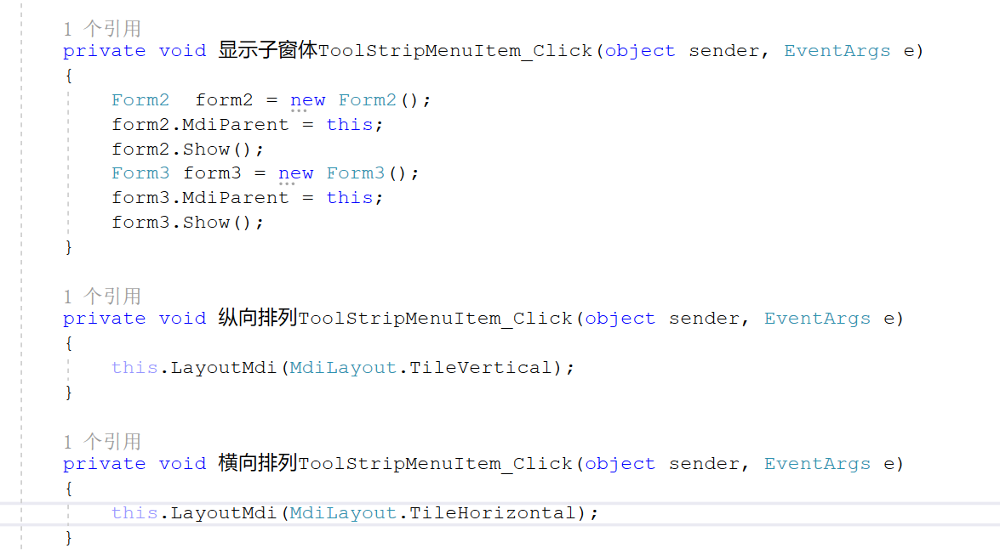 1 个引用
private void 显示子窗体ToolStripMenuItem_Click(object sender, EventArgs e)
{
Form2  form2 = new Form2();
form2.MdiParent = this;
form2.Show();
Form3 form3 = new Form3();
form3.MdiParent = this;
form3.Show();
}
1 个引用
private void 纵向排列ToolStripMenuItem_Click(object sender, EventArgs e)
{
this.LayoutMdi(MdiLayout.TileVertical);
}
1 个引用
private void 横向排列ToolStripMenuItem_Click(object sender, EventArgs e)
{
this.LayoutMdi(MdiLayout.TileHorizontal);
}